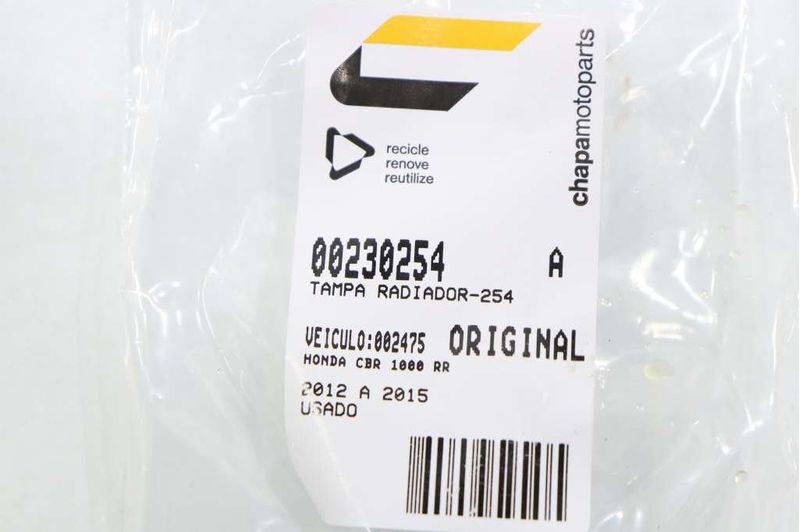 chapamotoparts
recicle
renove
reutilize
00230254 A
TAMPA RADIADOR-254
VEICULO:002475 ORIGINAL
HONDA CBR 1000 RR
2012 A 2015
USADO